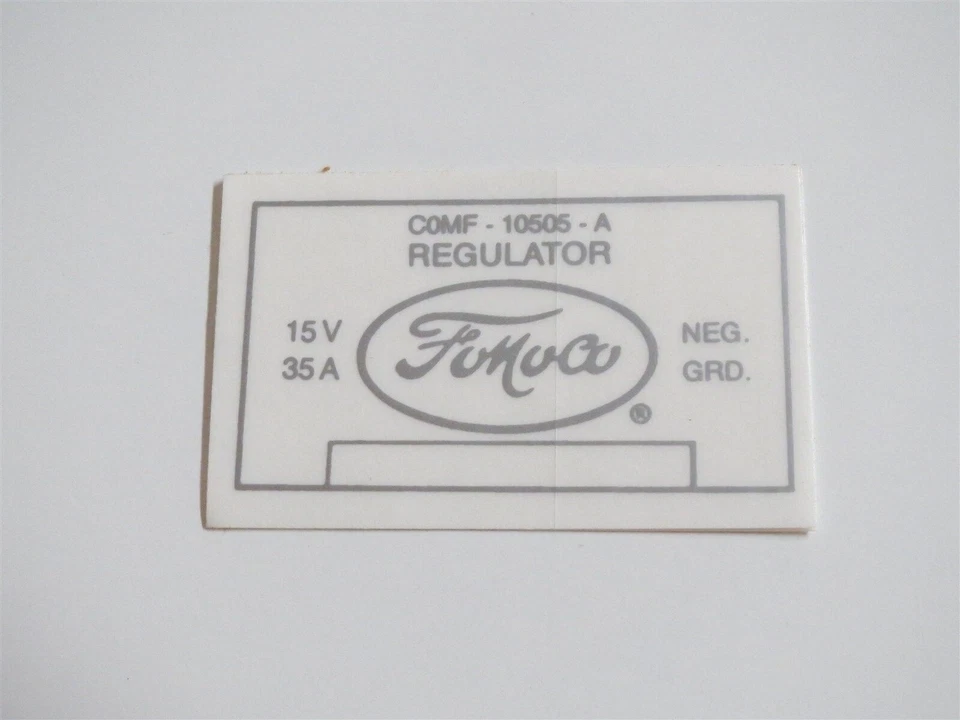 C0MF - 10505 - A
REGULATOR
15 V
35 A
FoMoCo
®
NEG.
GRD.